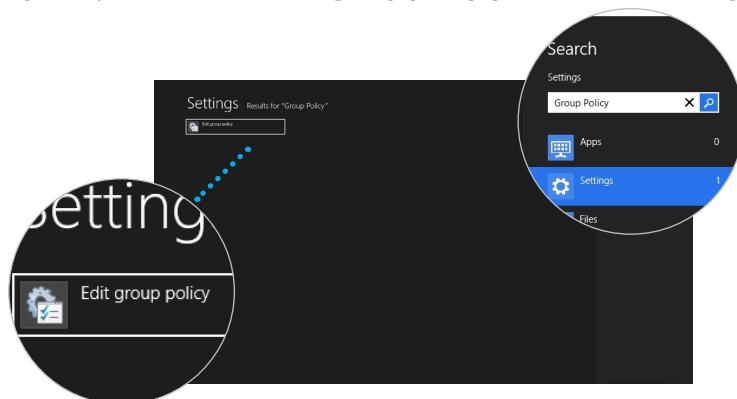 Settings Results for "Group Policy"
Edit group policy
Search
Settings
Group Policy
Apps 0
Settings 1
Files
Setting
Edit group policy